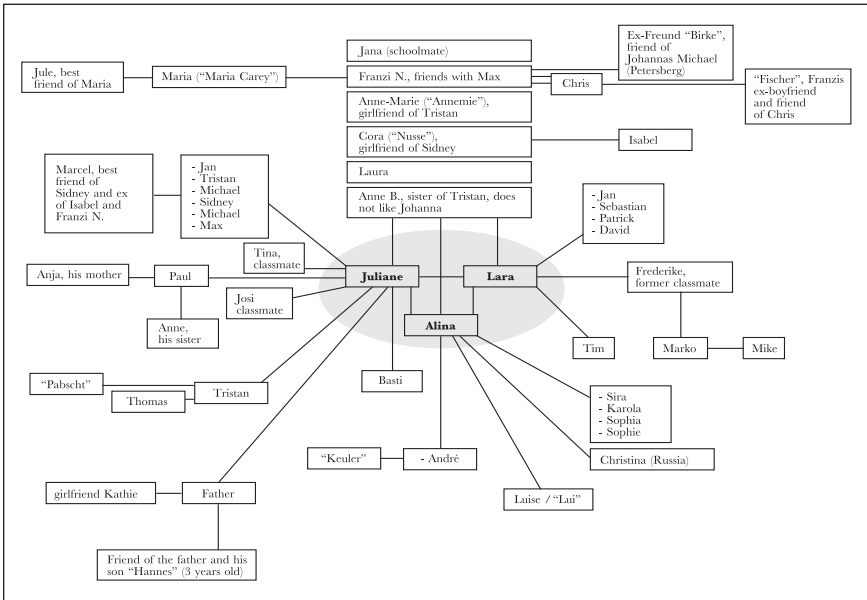 Jana (schoolmate)
Ex-Freund “Birke”,
friend of
Johannas Michael
(Petersberg)
Jule, best
friend of Maria
Maria (“Maria Carey”)
Franzi N., friends with Max
Chris
“Fischer”, Franzis
ex-boyfriend
and friend
of Chris
Anne-Marie (“Annemie”),
girlfriend of Tristan
Cora (“Nusse”),
girlfriend of Sidney
Isabel
Laura
Marcel, best
friend of
Sidney and ex
of Isabel and
Franzi N.
- Jan
- Tristan
- Michael
- Sidney
- Michael
- Max
Anne B., sister of Tristan, does
not like Johanna
- Jan
- Sebastian
- Patrick
- David
Tina,
classmate
Anja, his mother
Paul
Juliane
Lara
Frederike,
former classmate
Josi
classmate
Anne,
his sister
Alina
Tim
Marko
Mike
Basti
“Pabscht”
Thomas
Tristan
- Sira
- Karola
- Sophia
- Sophie
“Keuler”
- André
Christina (Russia)
girlfriend Kathie
Father
Luise / “Lui”
Friend of the father and his
son “Hannes” (3 years old)